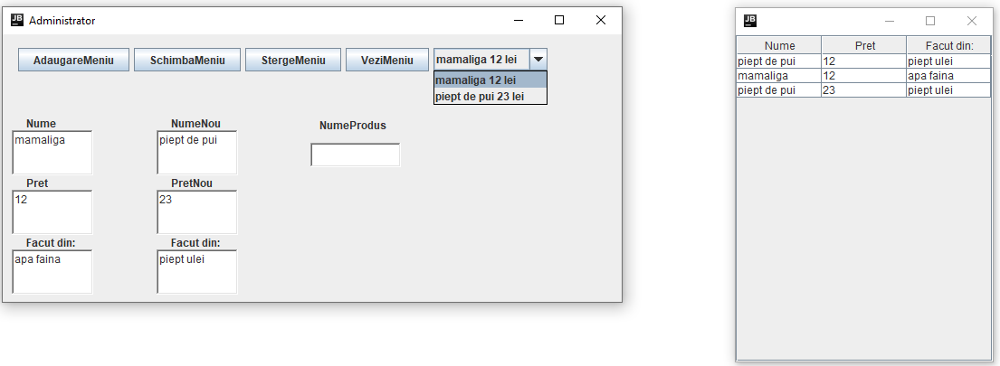 JB Administrator
AdaugareMeniu SchimbaMeniu StergeMeniu VeziMeniu mamaliga 12 lei
mamaliga 12 lei
piept de pui 23 lei
Nume NumeNou NumeProdus
mamaliga piept de pui
Pret PretNou
12 23
Facut din: Facut din:
apa faina piept ulei
JB
Nume Pret Facut din:
piept de pui 12 piept ulei
mamaliga 12 apa faina
piept de pui 23 piept ulei